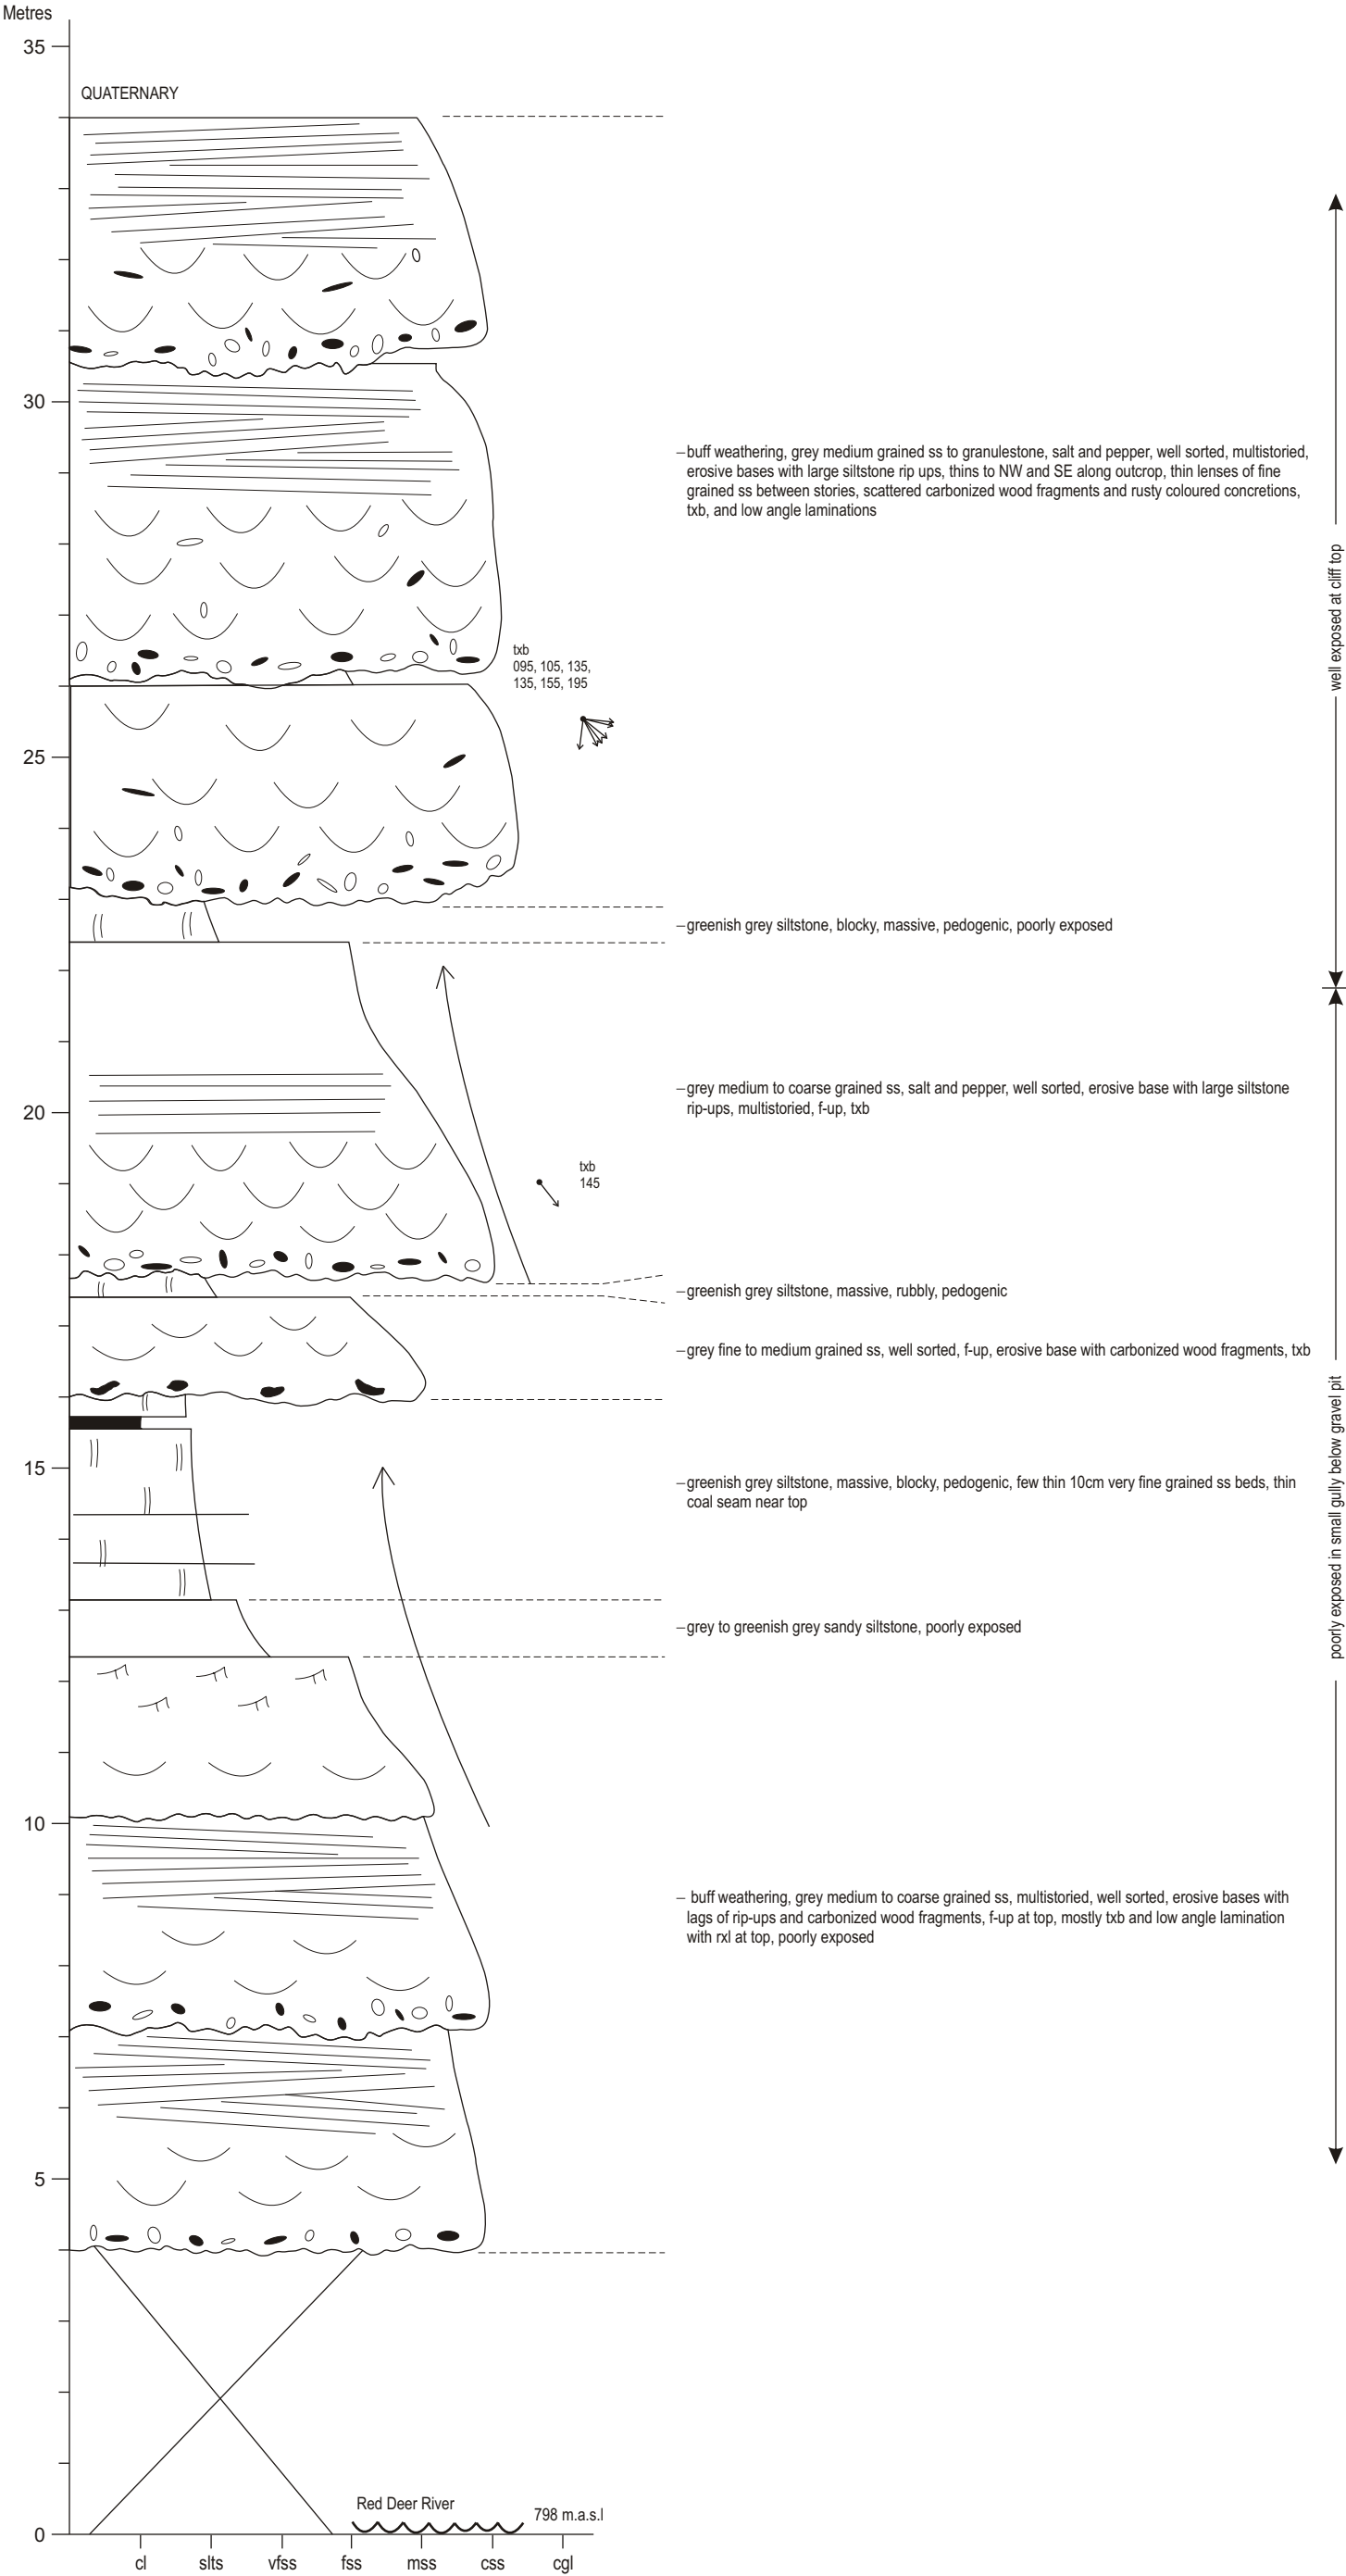 Metres
35
QUATERNARY
30
buff weathering, grey medium grained ss to granulestone, salt and pepper, well sorted, multistoried,
erosive bases with large siltstone rip ups, thins to NW and SE along outcrop, thin lenses of fine
grained ss between stories, scattered carbonized wood fragments and rusty coloured concretions,
txb, and low angle laminations
well exposed at cliff top
txb
095, 105, 135,
135, 155, 195
25
greenish grey siltstone, blocky, massive, pedogenic, poorly exposed
20
grey medium to coarse grained ss, salt and pepper, well sorted, erosive base with large siltstone
rip-ups, multistoried, f-up, txb
txb
145
greenish grey siltstone, massive, rubbly, pedogenic
grey fine to medium grained ss, well sorted, f-up, erosive base with carbonized wood fragments, txb
poorly exposed in small gully below gravel pit
15
greenish grey siltstone, massive, blocky, pedogenic, few thin 10cm very fine grained ss beds, thin
coal seam near top
grey to greenish grey sandy siltstone, poorly exposed
10
buff weathering, grey medium to coarse grained ss, multistoried, well sorted, erosive bases with
lags of rip-ups and carbonized wood fragments, f-up at top, mostly txb and low angle lamination
with rxl at top, poorly exposed
5
Red Deer River
798 m.a.s.l
0
cl slts vfss fss mss css cgl